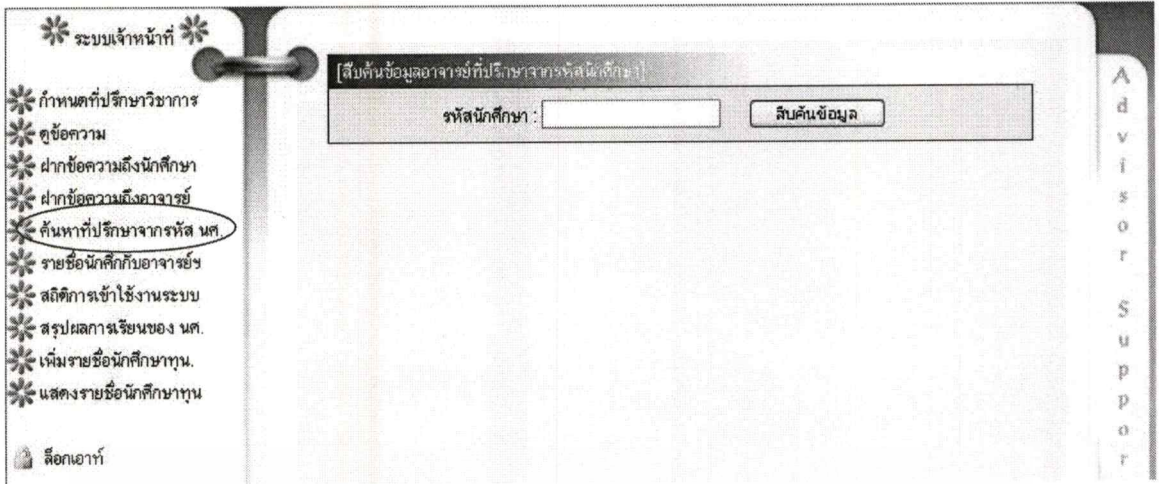 ระบบเจ้าหน้าที่
กำหนดที่ปรึกษาวิชาการ
ดูข้อความ
ฝากข้อความถึงนักศึกษา
ฝากข้อความถึงอาจารย์
ค้นหาที่ปรึกษาจากรหัส นศ.
รายชื่อนักศึกกับอาจารย์ฯ
สถิติการเข้าใช้งานระบบ
สรุปผลการเรียนของ นศ.
เพิ่มรายชื่อนักศึกษาทุน.
แสดงรายชื่อนักศึกษาทุน
ล็อกเอาท์
[สืบค้นข้อมูลอาจารย์ที่ปรึกษาจากรหัสนักศึกษา]
รหัสนักศึกษา : สืบค้นข้อมูล
Advisor Suppor